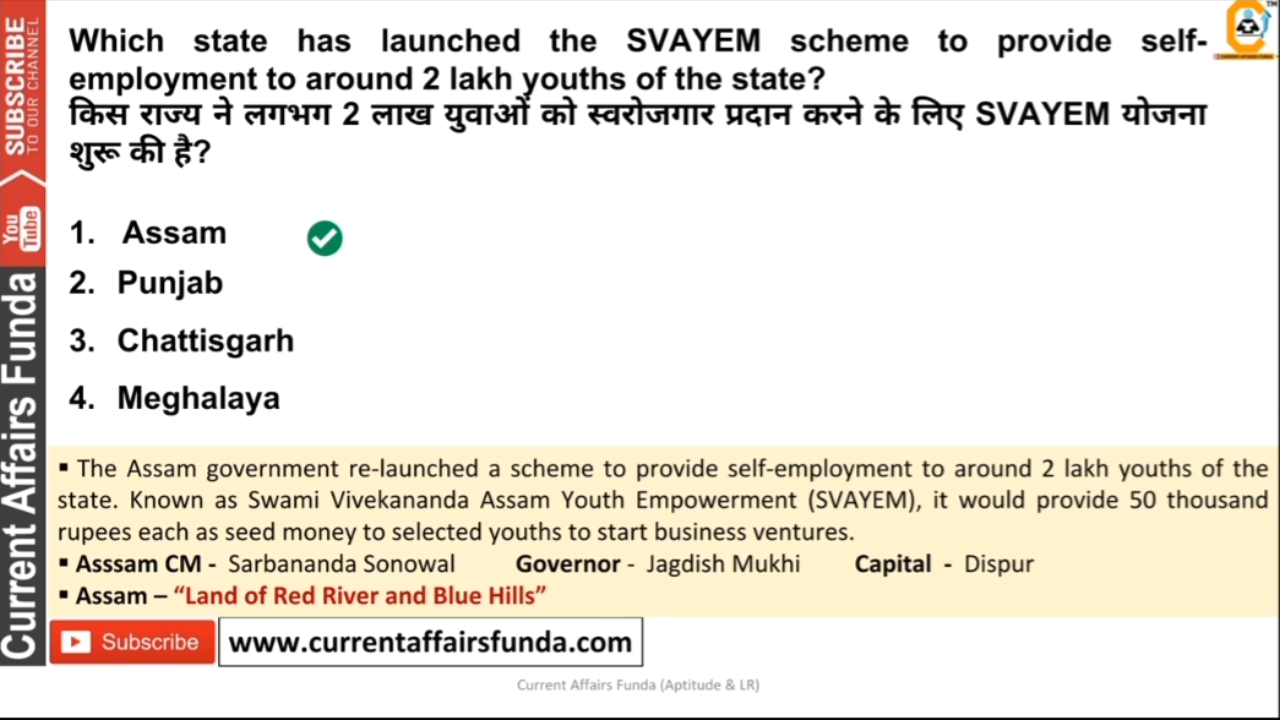 Which state has launched the SVAYEM scheme to provide self-
employment to around 2 lakh youths of the state?
किस राज्य ने लगभग 2 लाख युवाओं को स्वरोजगार प्रदान करने के लिए SVAYEM योजना
शुरू की है?
1. Assam
2. Punjab
3. Chattisgarh
4. Meghalaya
▪ The Assam government re-launched a scheme to provide self-employment to around 2 lakh youths of the
state. Known as Swami Vivekananda Assam Youth Empowerment (SVAYEM), it would provide 50 thousand
rupees each as seed money to selected youths to start business ventures.
▪ Asssam CM - Sarbananda Sonowal Governor - Jagdish Mukhi Capital - Dispur
▪ Assam – “Land of Red River and Blue Hills”
Subscribe www.currentaffairsfunda.com
Current Affairs Funda (Aptitude & LR)
SUBSCRIBE
TO OUR CHANNEL
You
Tube
Current Affairs Funda
TM